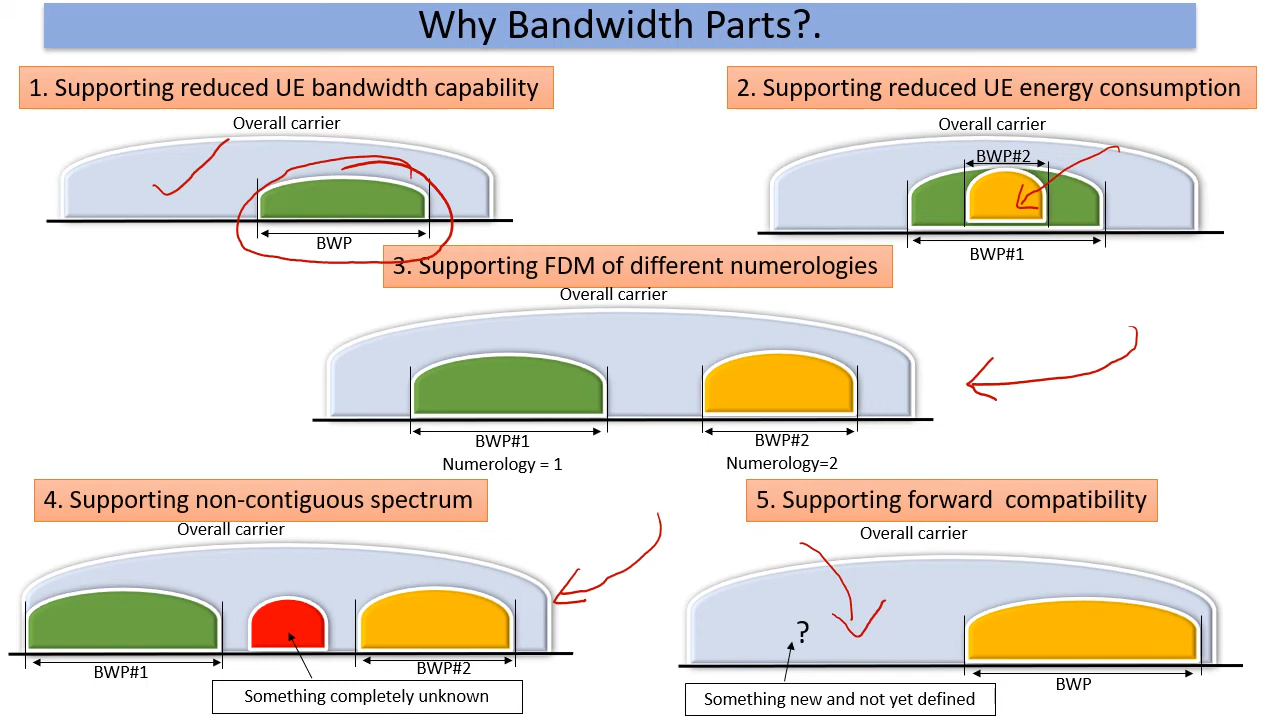 Why Bandwidth Parts?.
1. Supporting reduced UE bandwidth capability
Overall carrier
BWP
2. Supporting reduced UE energy consumption
Overall carrier
BWP#2
BWP#1
3. Supporting FDM of different numerologies
Overall carrier
BWP#1
Numerology = 1
BWP#2
Numerology=2
4. Supporting non-contiguous spectrum
Overall carrier
BWP#1
BWP#2
Something completely unknown
5. Supporting forward  compatibility
Overall carrier
?
Something new and not yet defined
BWP